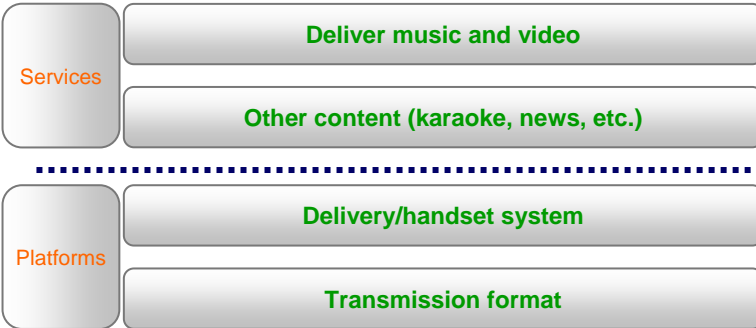 Services
Deliver music and video
Other content (karaoke, news, etc.)
Platforms
Delivery/handset system
Transmission format